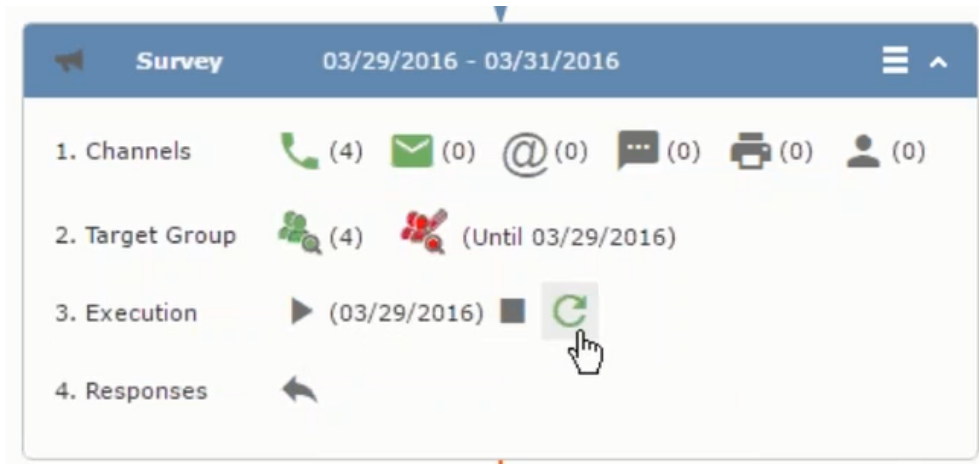 Survey 03/29/2016 - 03/31/2016
1. Channels (4) (0) @ (0) (0) (0) (0)
2. Target Group (4) (Until 03/29/2016)
3. Execution (03/29/2016)
4. Responses